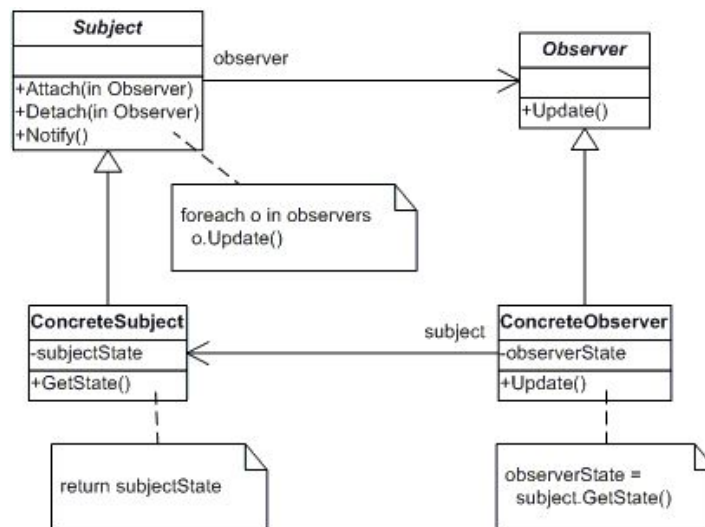 Subject
Observer
observer
+Attach(in Observer)
+Detach(in Observer)
+Notify()
+Update()
foreach o in observers
o.Update()
ConcreteSubject
-subjectState
+GetState()
subject
ConcreteObserver
-observerState
+Update()
return subjectState
observerState =
subject.GetState()